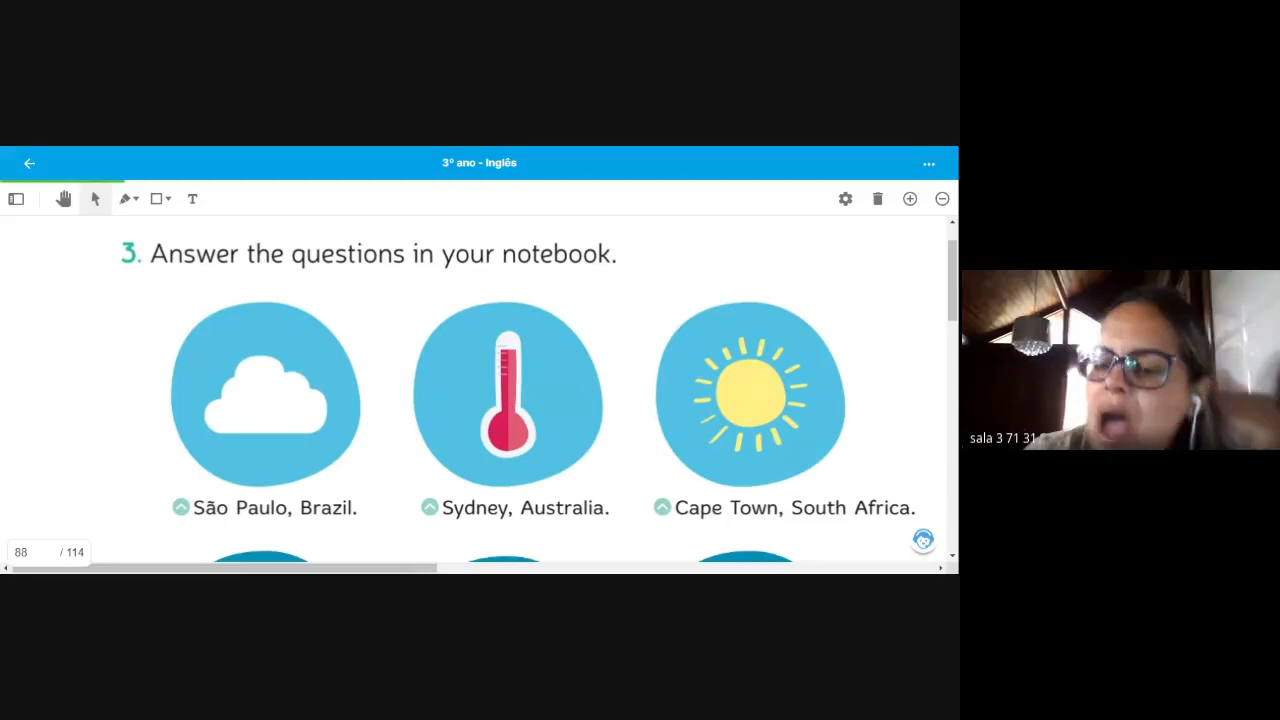 3º ano - Inglês
3. Answer the questions in your notebook.
São Paulo, Brazil.
Sydney, Australia.
Cape Town, South Africa.
88 / 114
sala 3 71 31